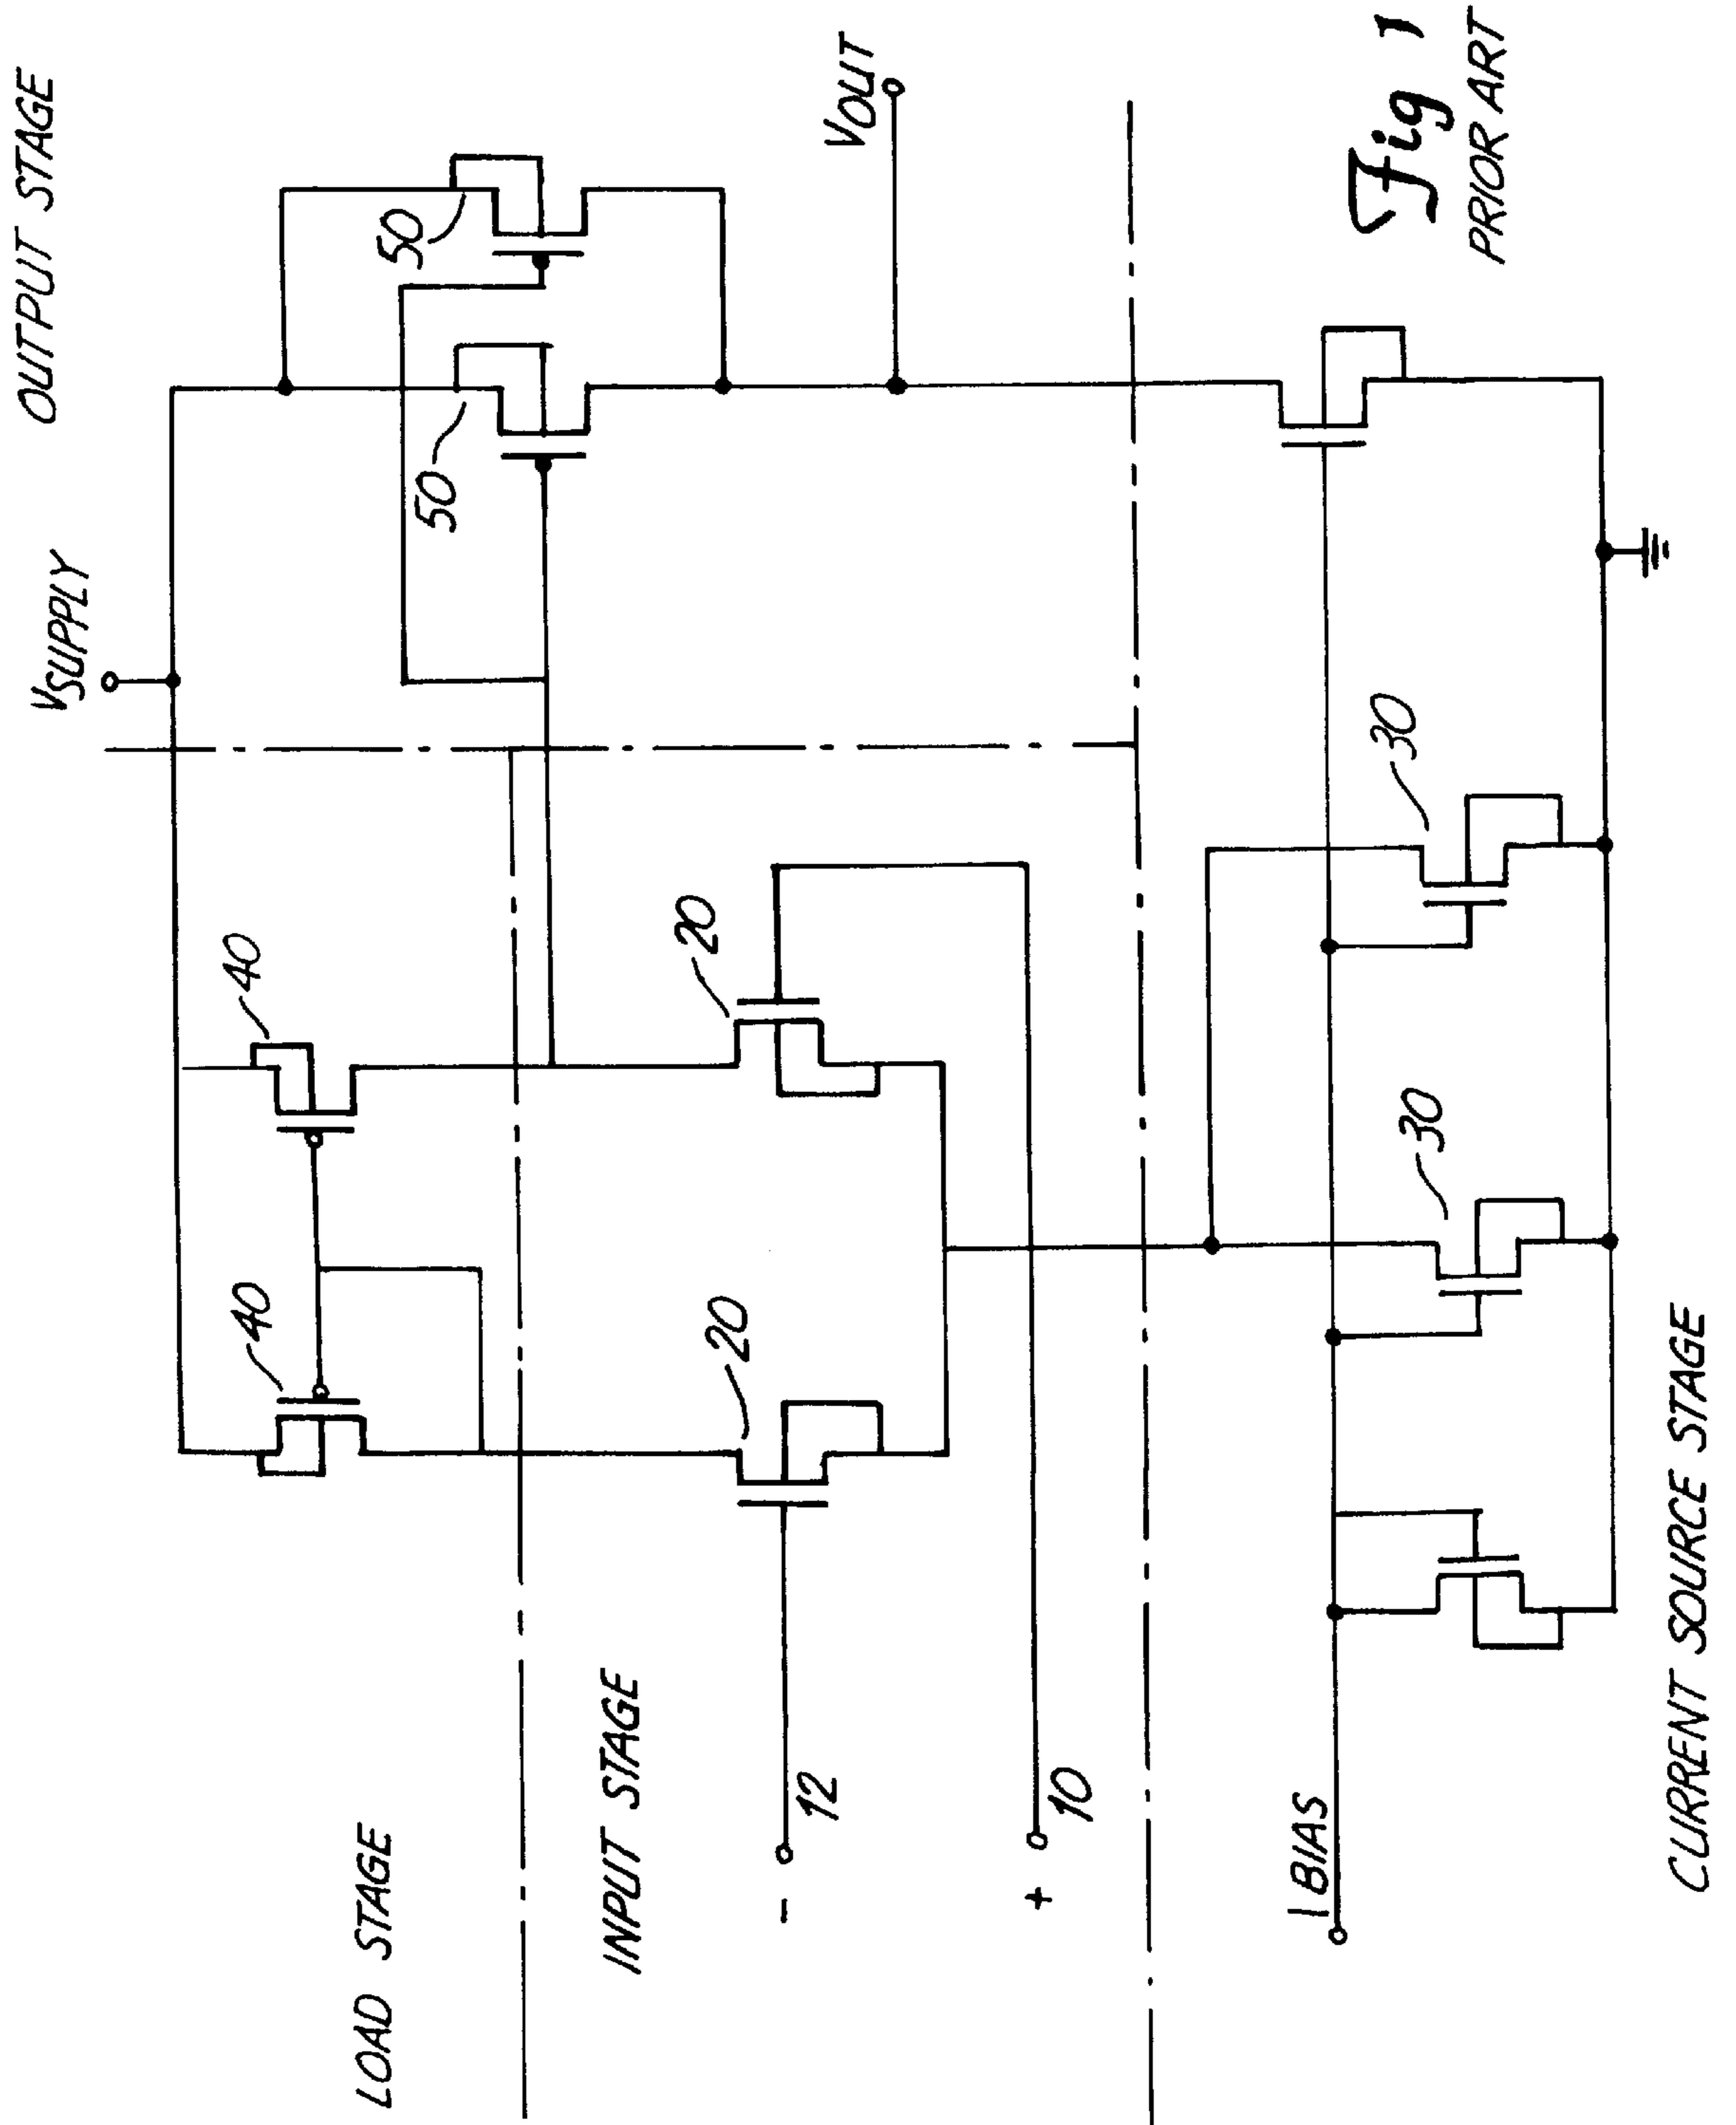 OUTPUT STAGE
VSUPPLY
50
50
40
40
LOAD STAGE
VOUT
20
20
INPUT STAGE
- 12
+ 10
30
30
I BIAS
CURRENT SOURCE STAGE
Fig 1
PRIOR ART